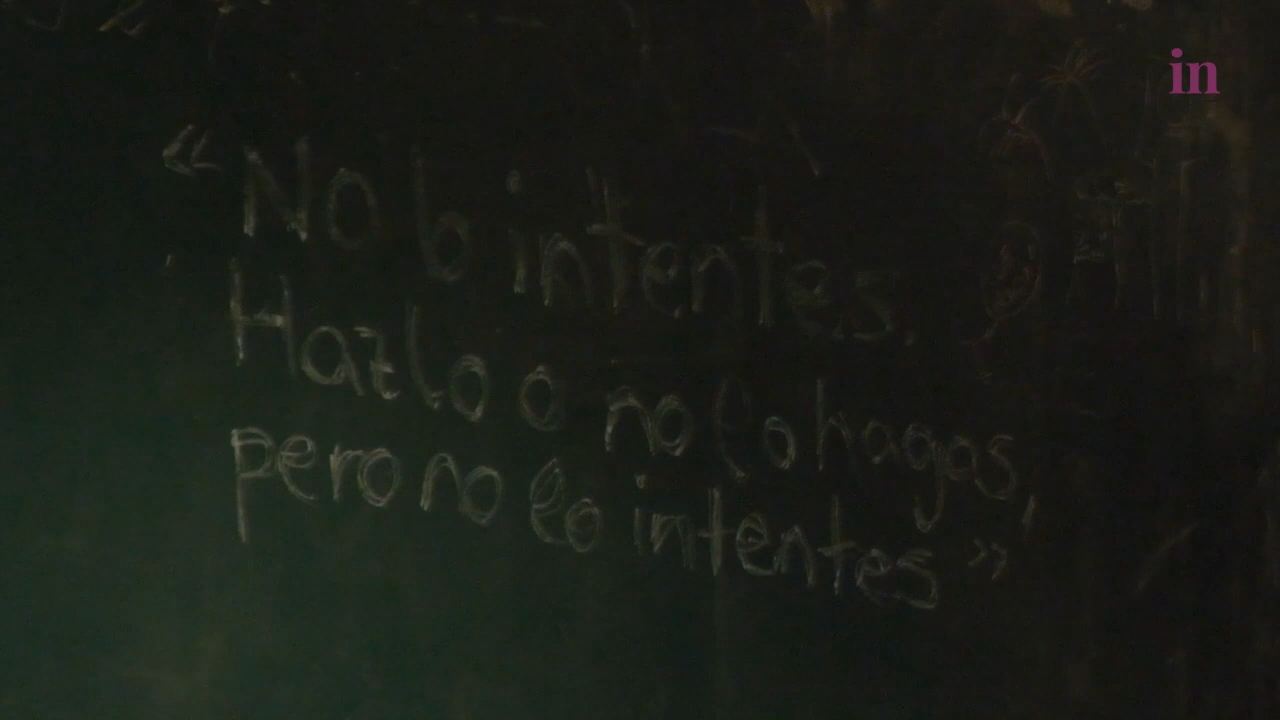 in
«No lo intentes.
Hazlo o no lo hagas,
pero no lo intentes»